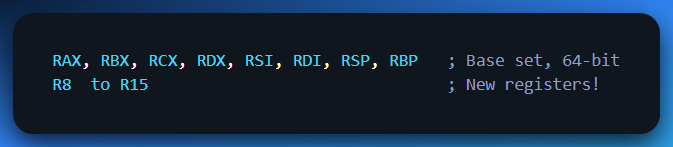 RAX, RBX, RCX, RDX, RSI, RDI, RSP, RBP   ; Base set, 64-bit
R8  to R15                               ; New registers!